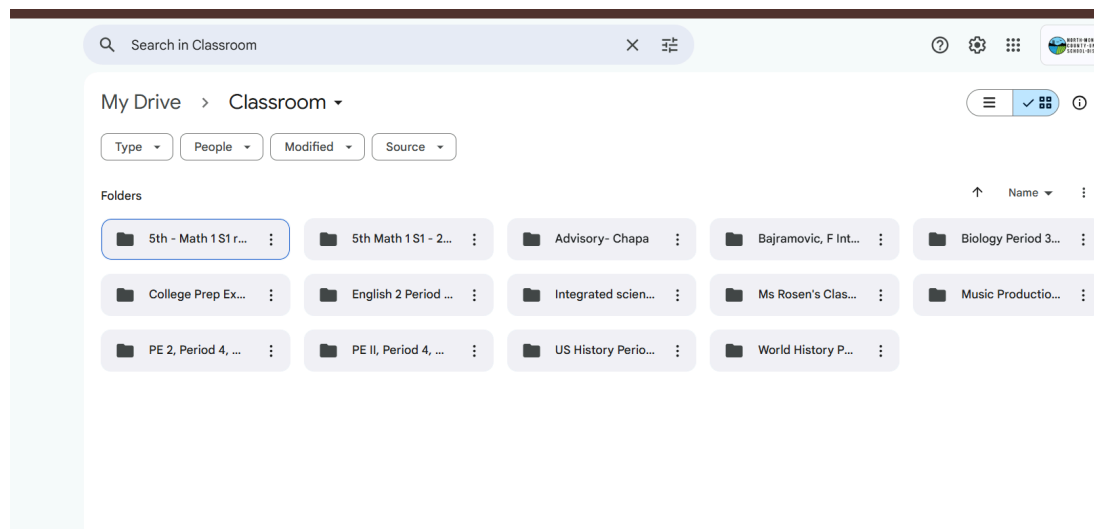 Search in Classroom
My Drive > Classroom
Type People Modified Source
Folders Name
5th - Math 1 S1 r... 5th Math 1 S1 - 2... Advisory- Chapa Bajramovic, F Int... Biology Period 3...
College Prep Ex... English 2 Period ... Integrated scien... Ms Rosen's Clas... Music Productio...
PE 2, Period 4, ... PE II, Period 4, ... US History Perio... World History P...